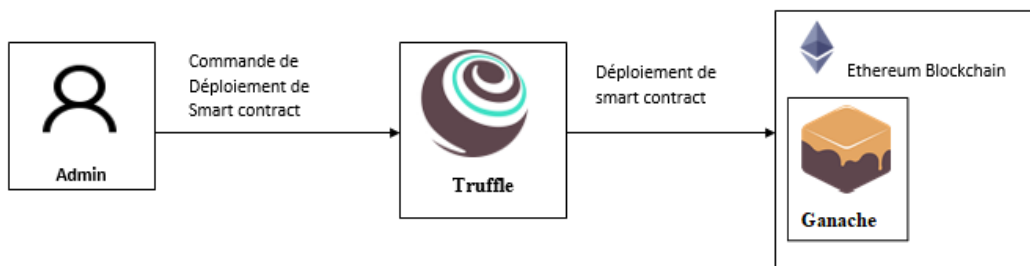 Commande de
Déploiement de
Smart contract
Admin
Truffle
Déploiement de
smart contract
Ethereum Blockchain
Ganache